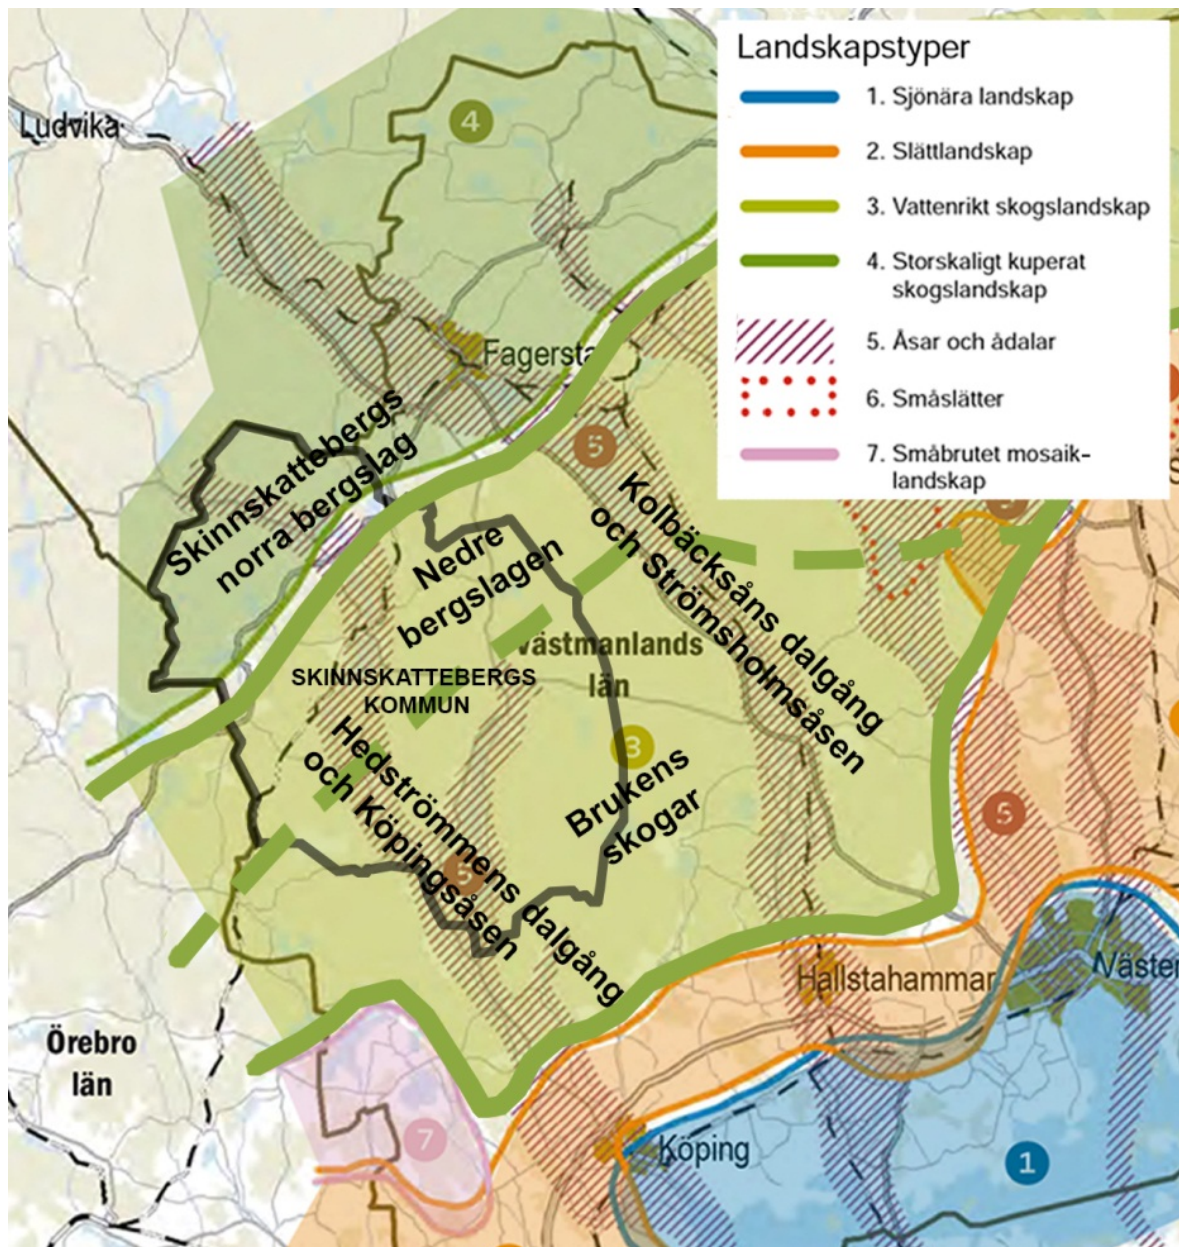 Landskapstyper
1. Sjönära landskap
2. Slättlandskap
3. Vattenrikt skogslandskap
4. Storskaligt kuperat
skogslandskap
5. Åsar och ådalar
6. Småslätter
7. Småbrutet mosaik-
landskap
Ludvika
4
Fagersta
5
Skinnskattebergs
norra bergslag
Nedre
bergslagen
Kolbäcksåns dalgång
och Strömsholmsåsen
Västmanlands
län
SKINNSKATTEBERGS
KOMMUN
3
Hedströmmens dalgång
och Köpingsåsen
Brukens
skogar
5
5
Hallstahammar
Väster
Örebro
län
7
Köping
1